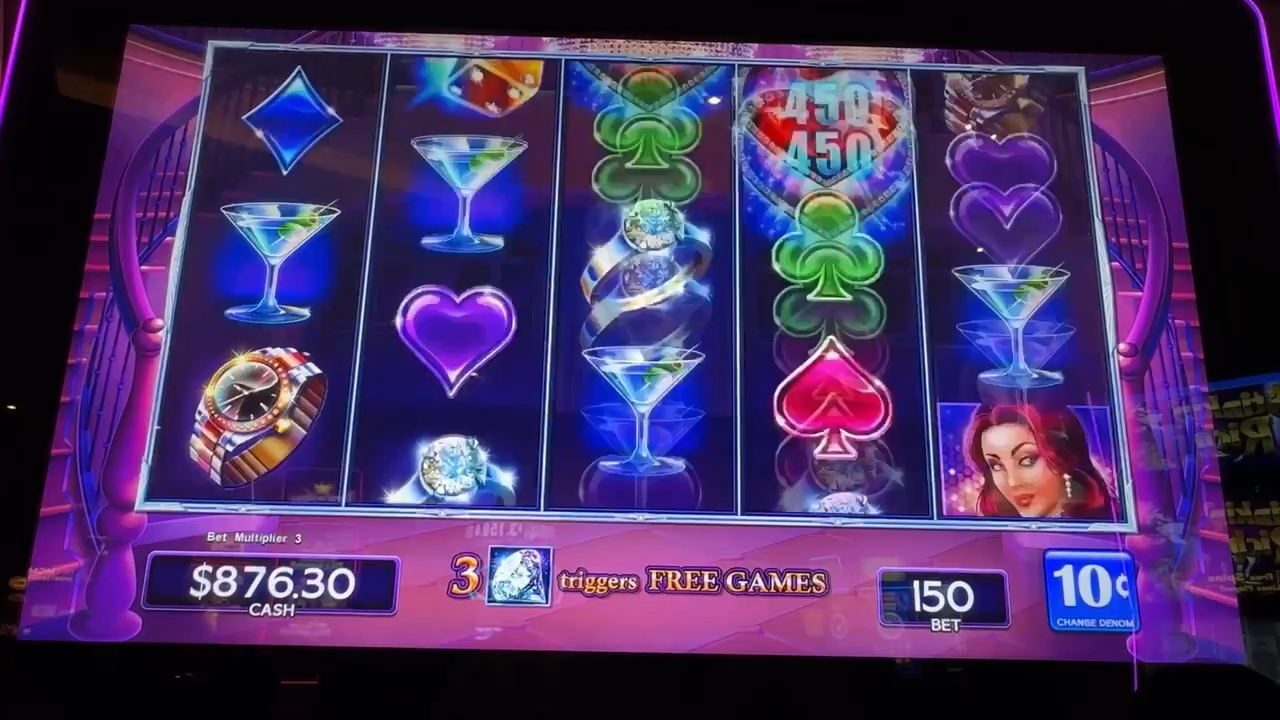 450
450
Bet Multiplier 3
$876.30
CASH
3 triggers FREE GAMES
150
BET
10¢
CHANGE DENOM